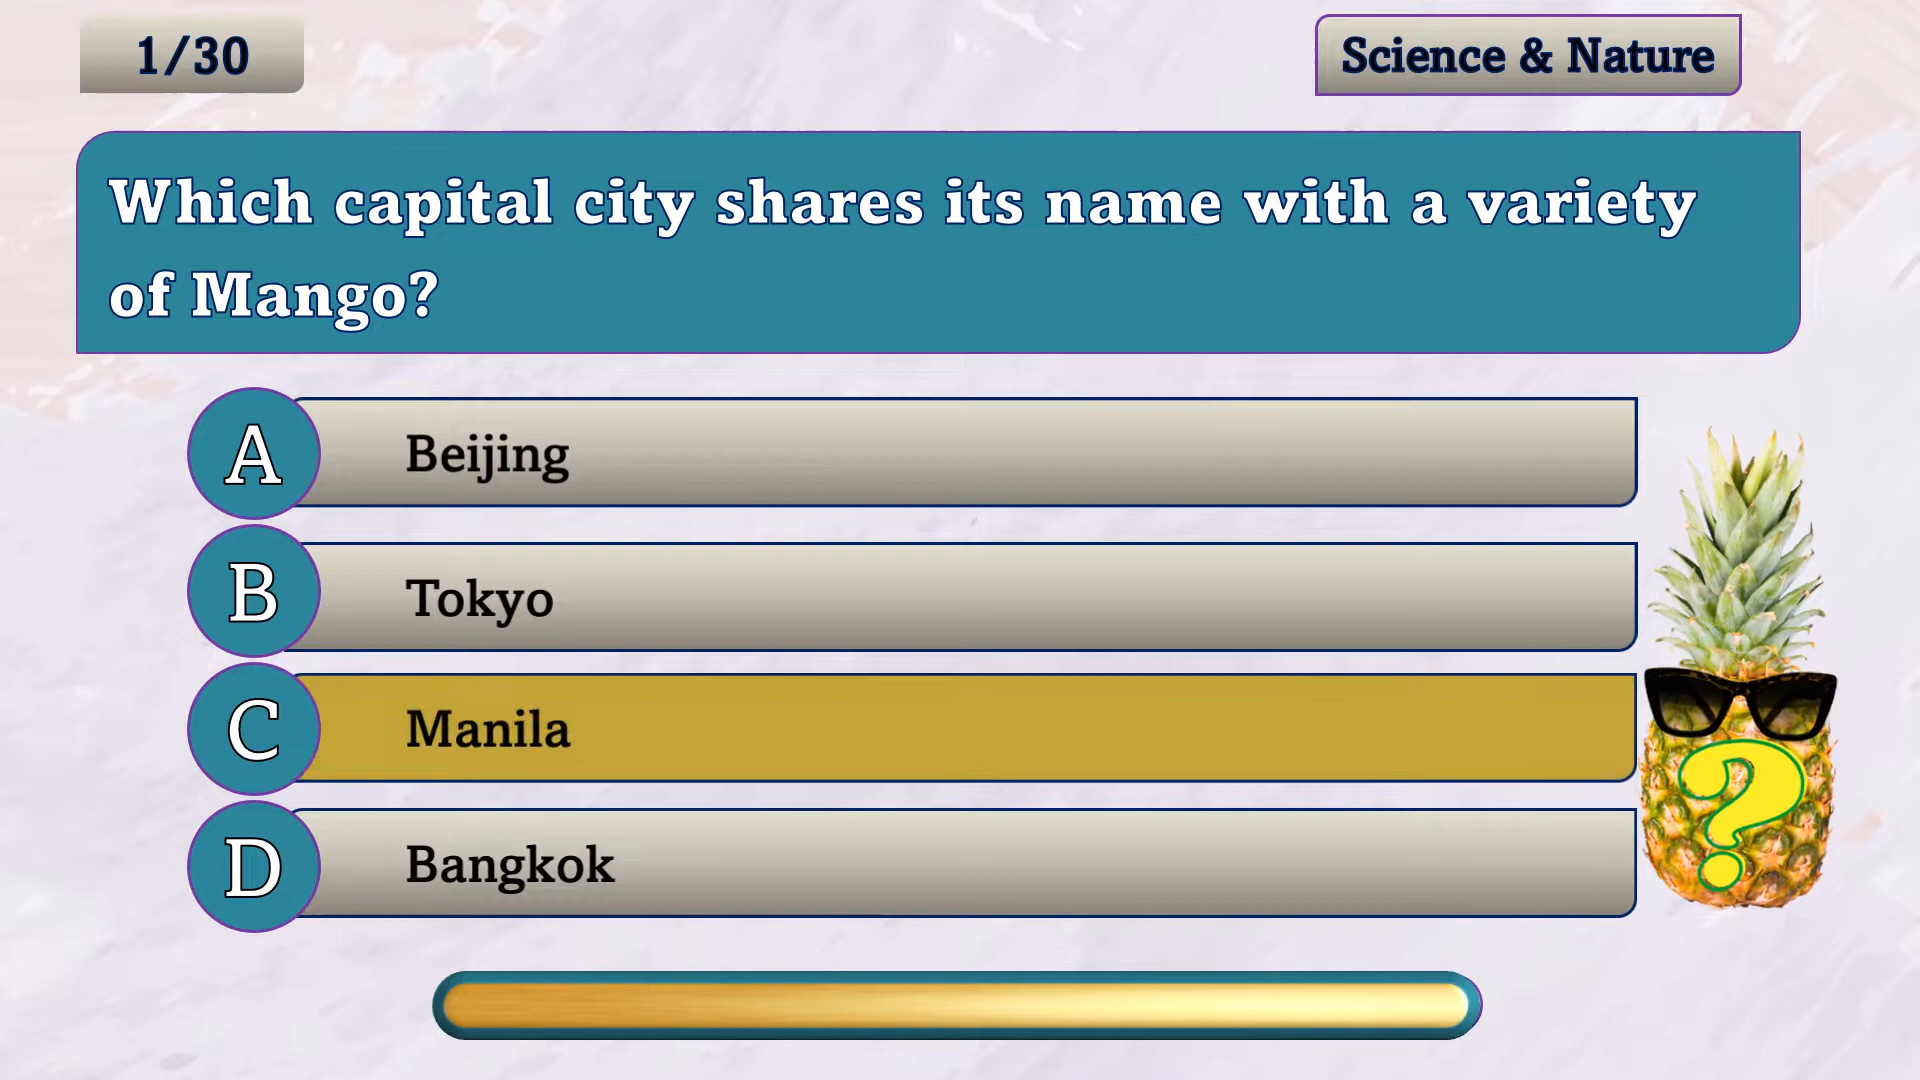 1/30
Science & Nature
Which capital city shares its name with a variety
of Mango?
A
Beijing
B
Tokyo
C
Manila
D
Bangkok
?